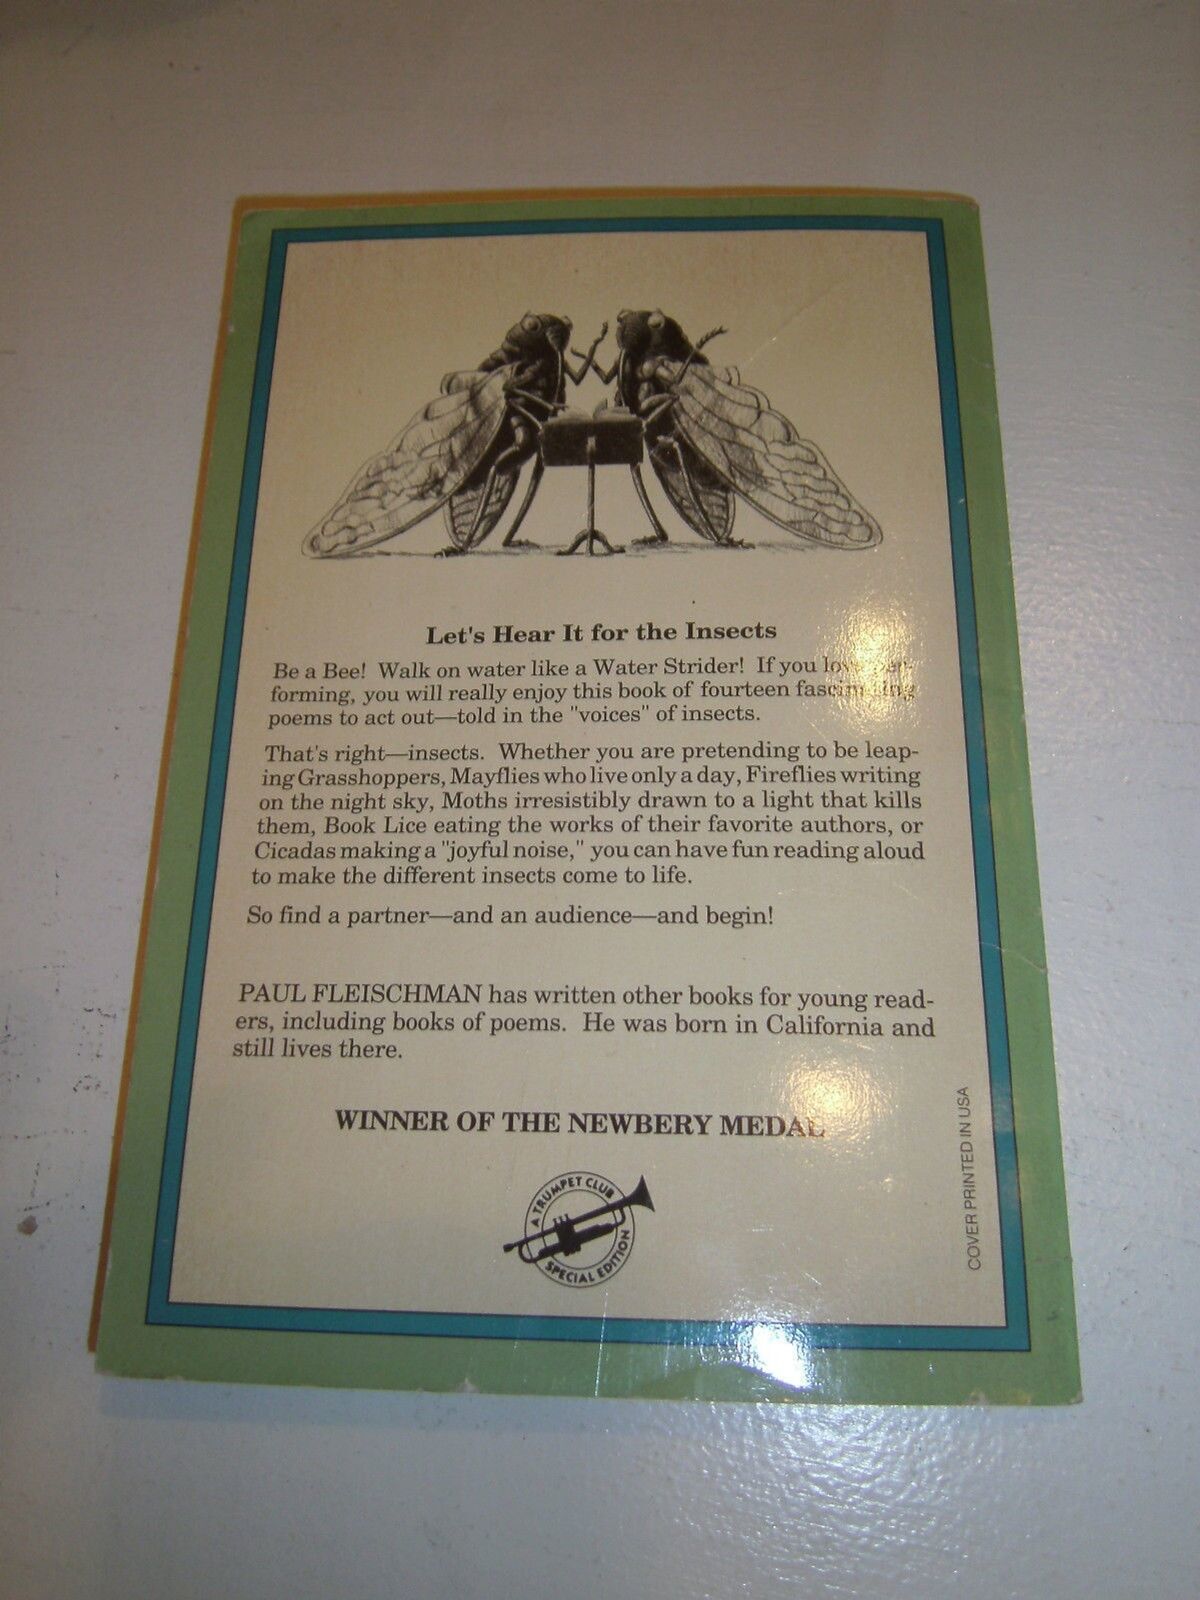 Let's Hear It for the Insects
Be a Bee! Walk on water like a Water Strider! If you love per-
forming, you will really enjoy this book of fourteen fascinating
poems to act out—told in the "voices" of insects.
That's right—insects. Whether you are pretending to be leap-
ing Grasshoppers, Mayflies who live only a day, Fireflies writing
on the night sky, Moths irresistibly drawn to a light that kills
them, Book Lice eating the works of their favorite authors, or
Cicadas making a "joyful noise," you can have fun reading aloud
to make the different insects come to life.
So find a partner—and an audience—and begin!
PAUL FLEISCHMAN has written other books for young read-
ers, including books of poems. He was born in California and
still lives there.
WINNER OF THE NEWBERY MEDAL
A TRUMPET CLUB
SPECIAL EDITION
COVER PRINTED IN USA